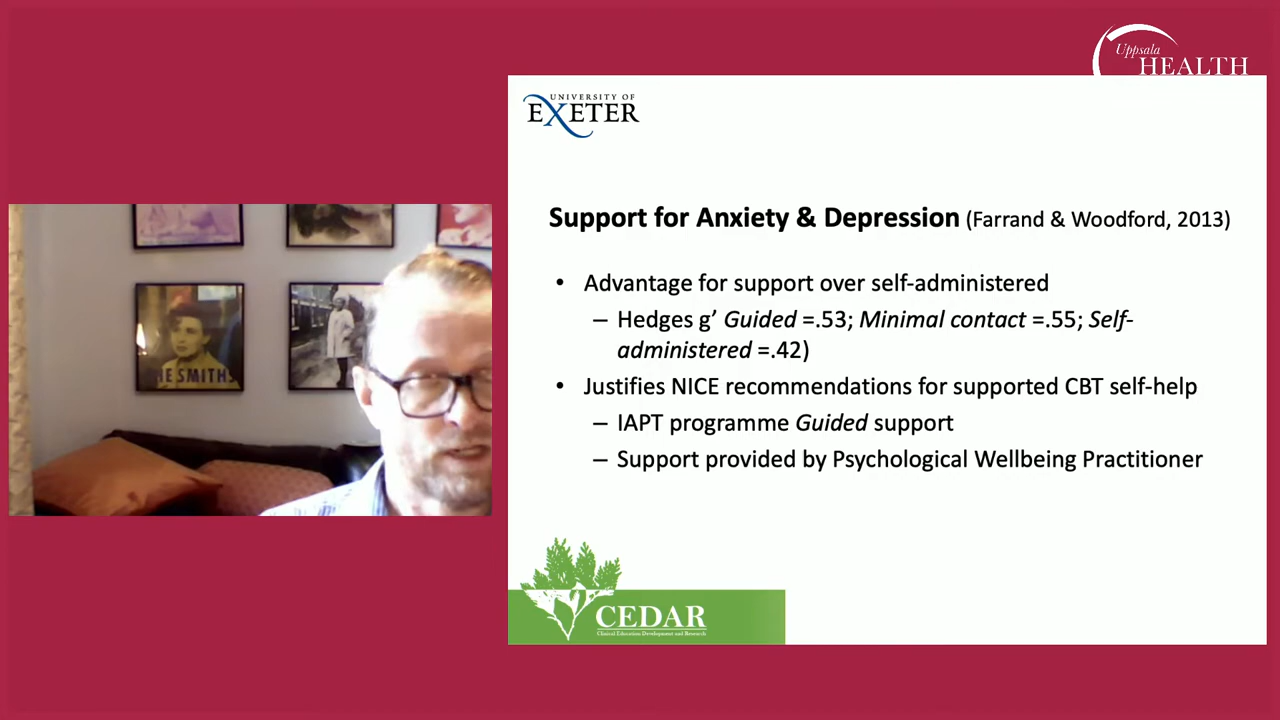 Uppsala
HEALTH
UNIVERSITY OF
EXETER
Support for Anxiety & Depression (Farrand & Woodford, 2013)
• Advantage for support over self-administered
– Hedges g’ Guided =.53; Minimal contact =.55; Self-
administered =.42)
• Justifies NICE recommendations for supported CBT self-help
– IAPT programme Guided support
– Support provided by Psychological Wellbeing Practitioner
THE SMITHS
CEDAR
Clinical Education Development and Research